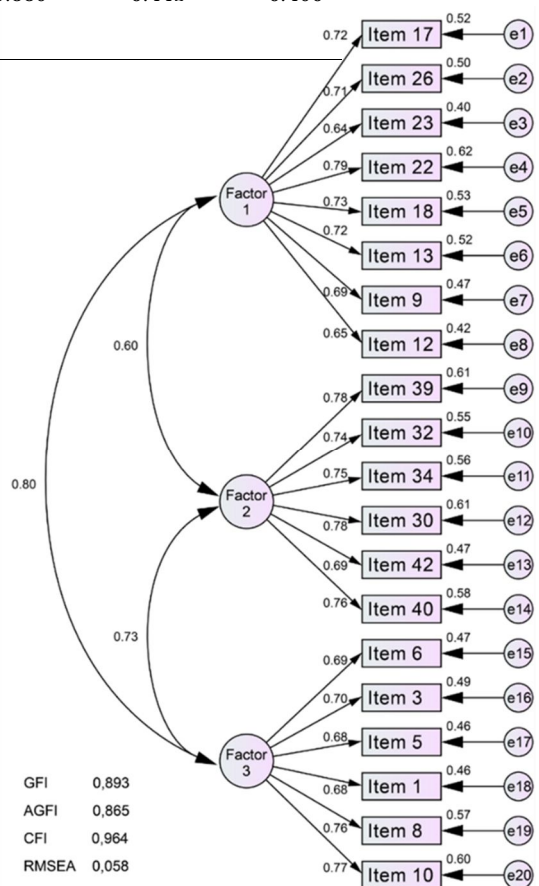 0.72 Item 17 0.52 e1
0.71 Item 26 0.50 e2
0.64 Item 23 0.40 e3
0.79 Item 22 0.62 e4
Factor
1
0.73 Item 18 0.53 e5
0.72 Item 13 0.52 e6
0.69 Item 9 0.47 e7
0.65 Item 12 0.42 e8
0.60
0.78 Item 39 0.61 e9
0.74 Item 32 0.55 e10
0.75 Item 34 0.56 e11
0.80
Factor
2
0.78 Item 30 0.61 e12
0.69 Item 42 0.47 e13
0.76 Item 40 0.58 e14
0.73
0.69 Item 6 0.47 e15
0.70 Item 3 0.49 e16
0.68 Item 5 0.46 e17
Factor
3
0.68 Item 1 0.46 e18
0.76 Item 8 0.57 e19
0.77 Item 10 0.60 e20
GFI 0,893
AGFI 0,865
CFI 0,964
RMSEA 0,058